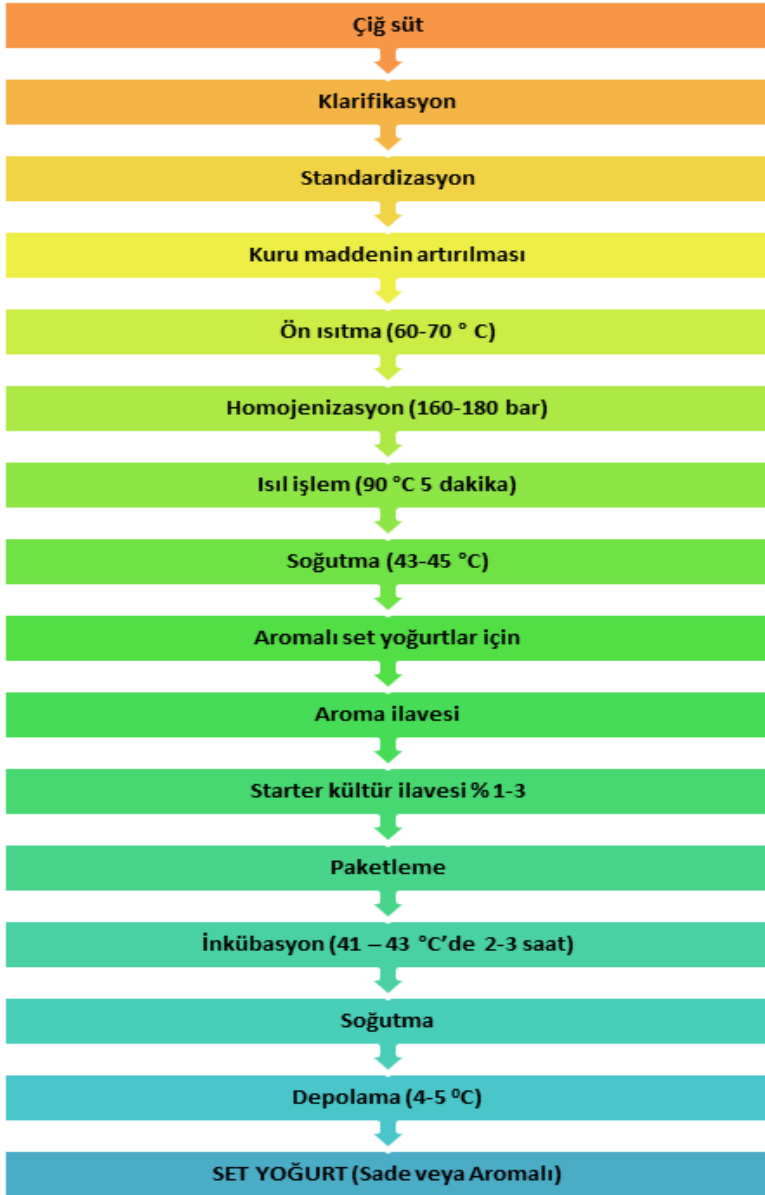 Çiğ süt
Klarifikasyon
Standardizasyon
Kuru maddenin artırılması
Ön ısıtma (60-70 ° C)
Homojenizasyon (160-180 bar)
Isıl işlem (90 °C 5 dakika)
Soğutma (43-45 °C)
Aromalı set yoğurtlar için
Aroma ilavesi
Starter kültür ilavesi % 1-3
Paketleme
İnkübasyon (41 – 43 °C'de 2-3 saat)
Soğutma
Depolama (4-5 ⁰C)
SET YOĞURT (Sade veya Aromalı)